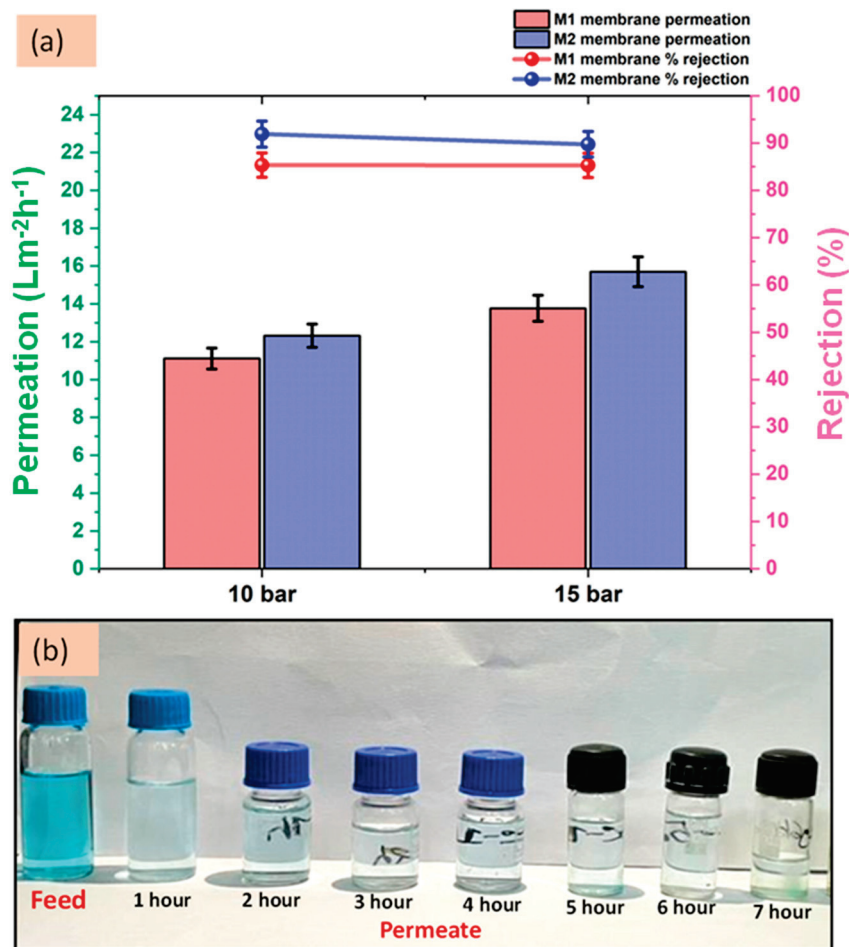 (a)
M1 membrane permeation
M2 membrane permeation
M1 membrane % rejection
M2 membrane % rejection
Permeation (Lm⁻²h⁻¹)
24
22
20
18
16
14
12
10
8
6
4
2
0
100
90
80
70
60
50
40
30
20
10
0
Rejection (%)
10 bar
15 bar
(b)
Feed
1 hour
2 hour
3 hour
4 hour
5 hour
6 hour
7 hour
Permeate